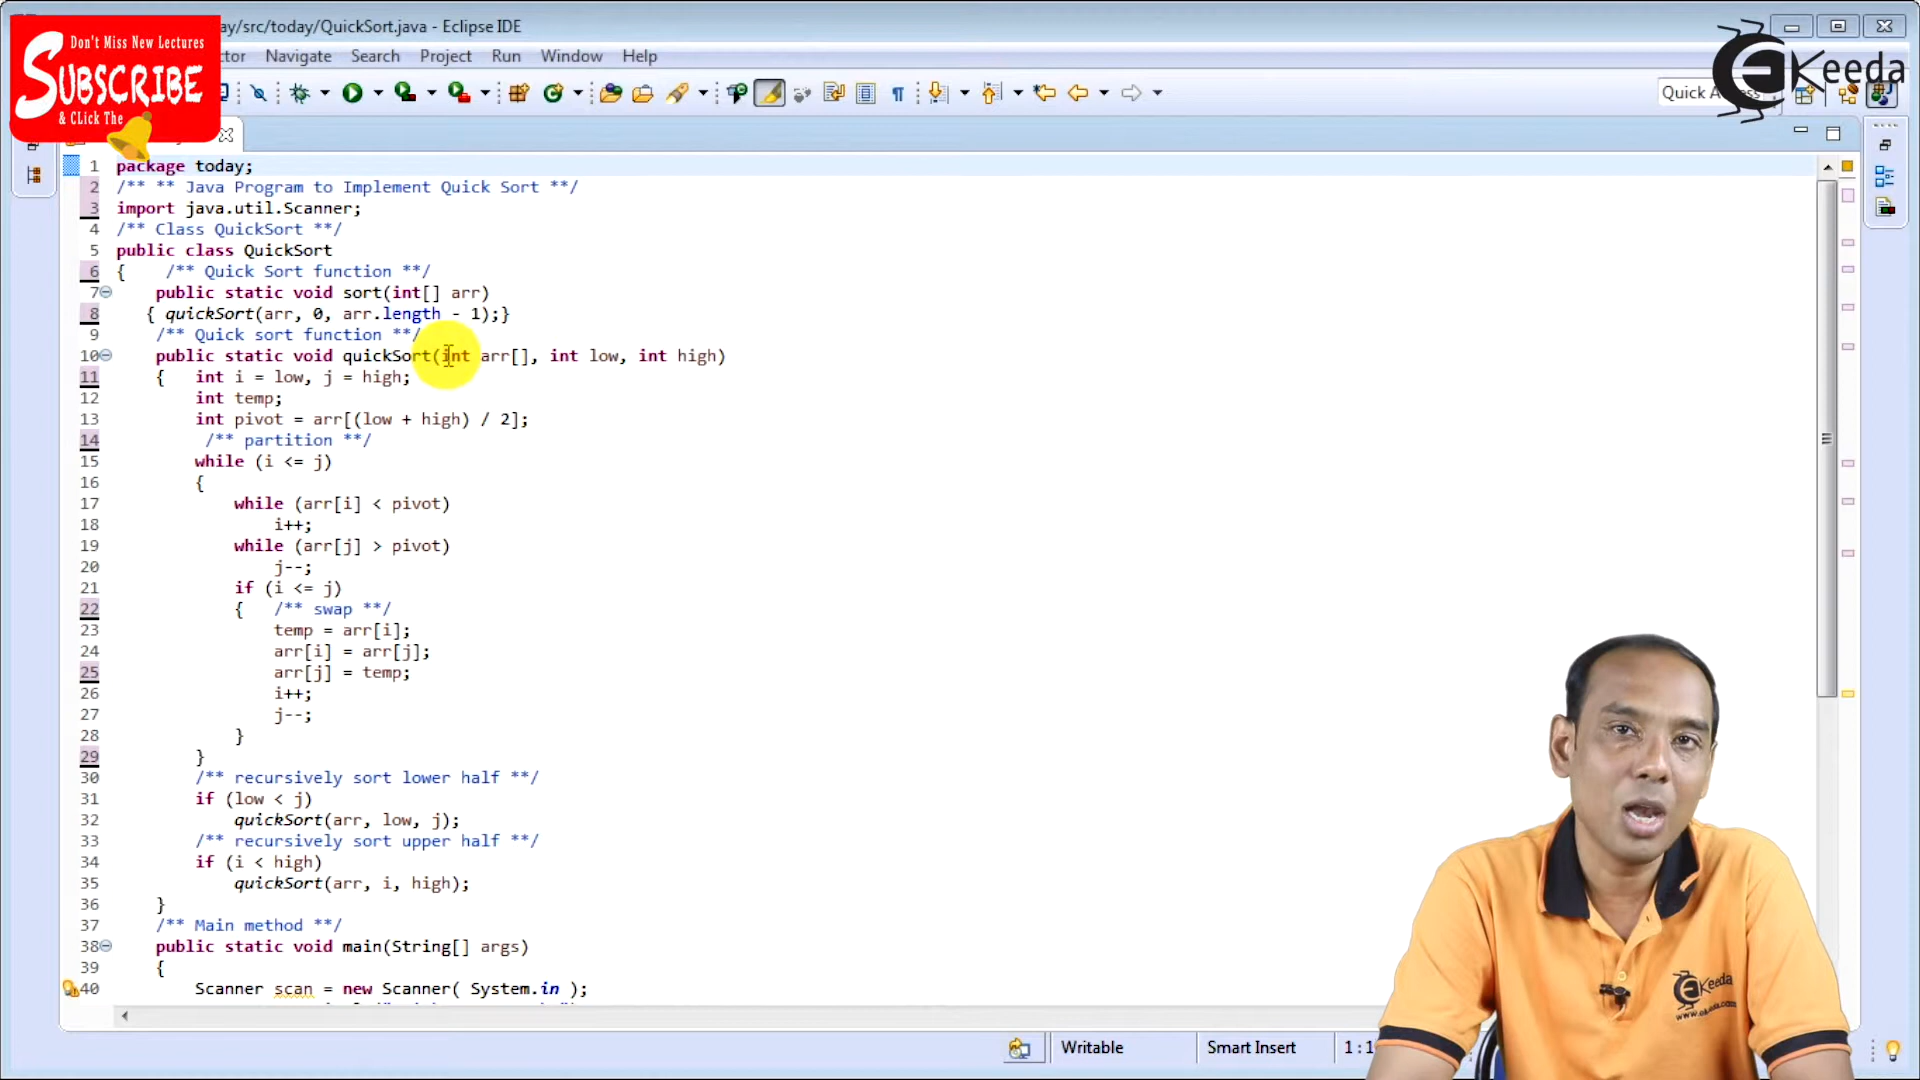 ay/src/today/QuickSort.java - Eclipse IDE
Don't Miss New Lectures
SUBSCRIBE
& Click The
tor Navigate Search Project Run Window Help
Quick
EKeeda
1 package today;
2 /** ** Java Program to Implement Quick Sort **/
3 import java.util.Scanner;
4 /** Class QuickSort **/
5 public class QuickSort
6 {    /** Quick Sort function **/
7 public static void sort(int[] arr)
8 { quickSort(arr, 0, arr.length - 1);}
9 /** Quick sort function **/
10 public static void quickSort(int arr[], int low, int high)
11 {   int i = low, j = high;
12 int temp;
13 int pivot = arr[(low + high) / 2];
14 /** partition **/
15 while (i <= j)
16 {
17 while (arr[i] < pivot)
18 i++;
19 while (arr[j] > pivot)
20 j--;
21 if (i <= j)
22 {   /** swap **/
23 temp = arr[i];
24 arr[i] = arr[j];
25 arr[j] = temp;
26 i++;
27 j--;
28 }
29 }
30 /** recursively sort lower half **/
31 if (low < j)
32 quickSort(arr, low, j);
33 /** recursively sort upper half **/
34 if (i < high)
35 quickSort(arr, i, high);
36 }
37 /** Main method **/
38 public static void main(String[] args)
39 {
40 Scanner scan = new Scanner( System.in );
Writable Smart Insert 1 : 1
EKeeda